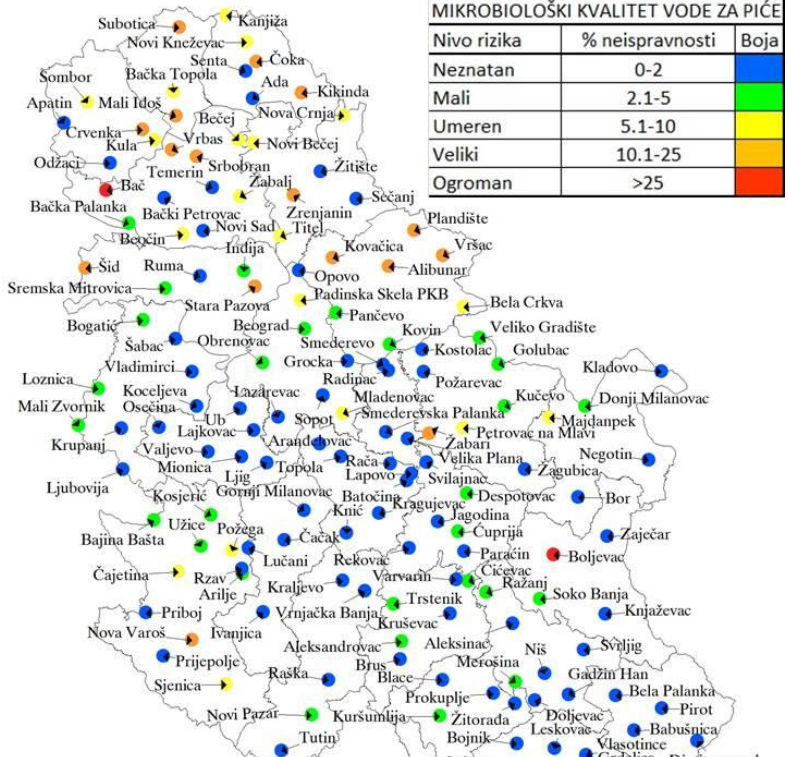 MIKROBIOLOŠKI KVALITET VODE ZA PIĆE
Nivo rizika % neispravnosti Boja
Neznatan 0-2
Mali 2.1-5
Umeren 5.1-10
Veliki 10.1-25
Ogroman >25
Subotica
Kanjiža
Novi Kneževac
Čoka
Senta
Sombor
Bačka Topola
Ada
Kikinda
Apatin
Mali Iđoš
Nova Crnja
Bečej
Crvenka
Kula
Vrbas
Novi Bečej
Odžaci
Srbobran
Žitište
Temerin
Bač
Žabalj
Sečanj
Bačka Palanka
Bački Petrovac
Zrenjanin
Plandište
Beočin
Novi Sad
Titel
Kovačica
Vršac
Inđija
Šid
Ruma
Opovo
Alibunar
Sremska Mitrovica
Stara Pazova
Padinska Skela PKB
Bela Crkva
Bogatić
Beograd
Pančevo
Kovin
Veliko Gradište
Šabac
Obrenovac
Smederevo
Kostolac
Golubac
Vladimirci
Grocka
Kladovo
Loznica
Radinac
Požarevac
Koceljeva
Lazarevac
Mladenovac
Kučevo
Donji Milanovac
Mali Zvornik
Osečina
Smederevska Palanka
Majdanpek
Ub
Sopot
Petrovac na Mlavi
Krupanj
Lajkovac
Aranđelovac
Žabari
Negotin
Valjevo
Velika Plana
Mionica
Topola
Rača
Žagubica
Ljubovija
Ljig
Lapovo
Svilajnac
Kosjerić
Gornji Milanovac
Batočina
Despotovac
Bor
Knić
Kragujevac
Užice
Požega
Jagodina
Bajina Bašta
Čačak
Ćuprija
Zaječar
Lučani
Rekovac
Paraćin
Boljevac
Čajetina
Rzav
Varvarin
Ćićevac
Arilje
Kraljevo
Ražanj
Trstenik
Soko Banja
Priboj
Ivanjica
Vrnjačka Banja
Knjaževac
Kruševac
Nova Varoš
Aleksandrovac
Aleksinac
Svrljig
Niš
Prijepolje
Brus
Merošina
Gadžin Han
Raška
Blace
Sjenica
Bela Palanka
Prokuplje
Pirot
Novi Pazar
Kuršumlija
Žitorađa
Doljevac
Babušnica
Leskovac
Tutin
Bojnik
Vlasotince